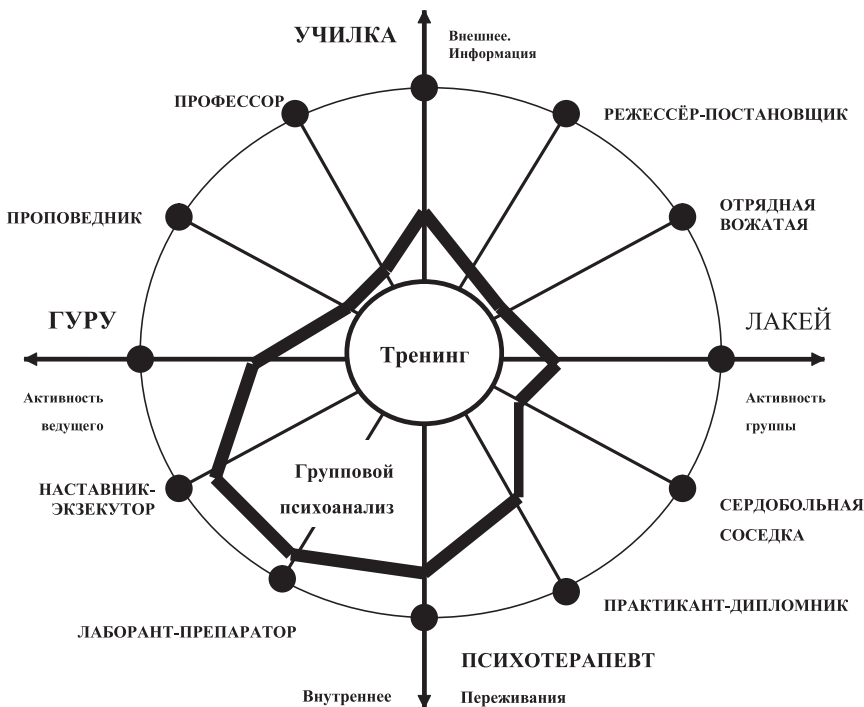 УЧИЛКА
Внешнее.
Информация
ПРОФЕССОР
РЕЖЕССЁР-ПОСТАНОВЩИК
ПРОПОВЕДНИК
ОТРЯДНАЯ
ВОЖАТАЯ
ГУРУ
ЛАКЕЙ
Тренинг
Активность
ведущего
Активность
группы
Групповой
психоанализ
НАСТАВНИК-
ЭКЗЕКУТОР
СЕРДОБОЛЬНАЯ
СОСЕДКА
ПРАКТИКАНТ-ДИПЛОМНИК
ЛАБОРАНТ-ПРЕПАРАТОР
ПСИХОТЕРАПЕВТ
Внутреннее
Переживания